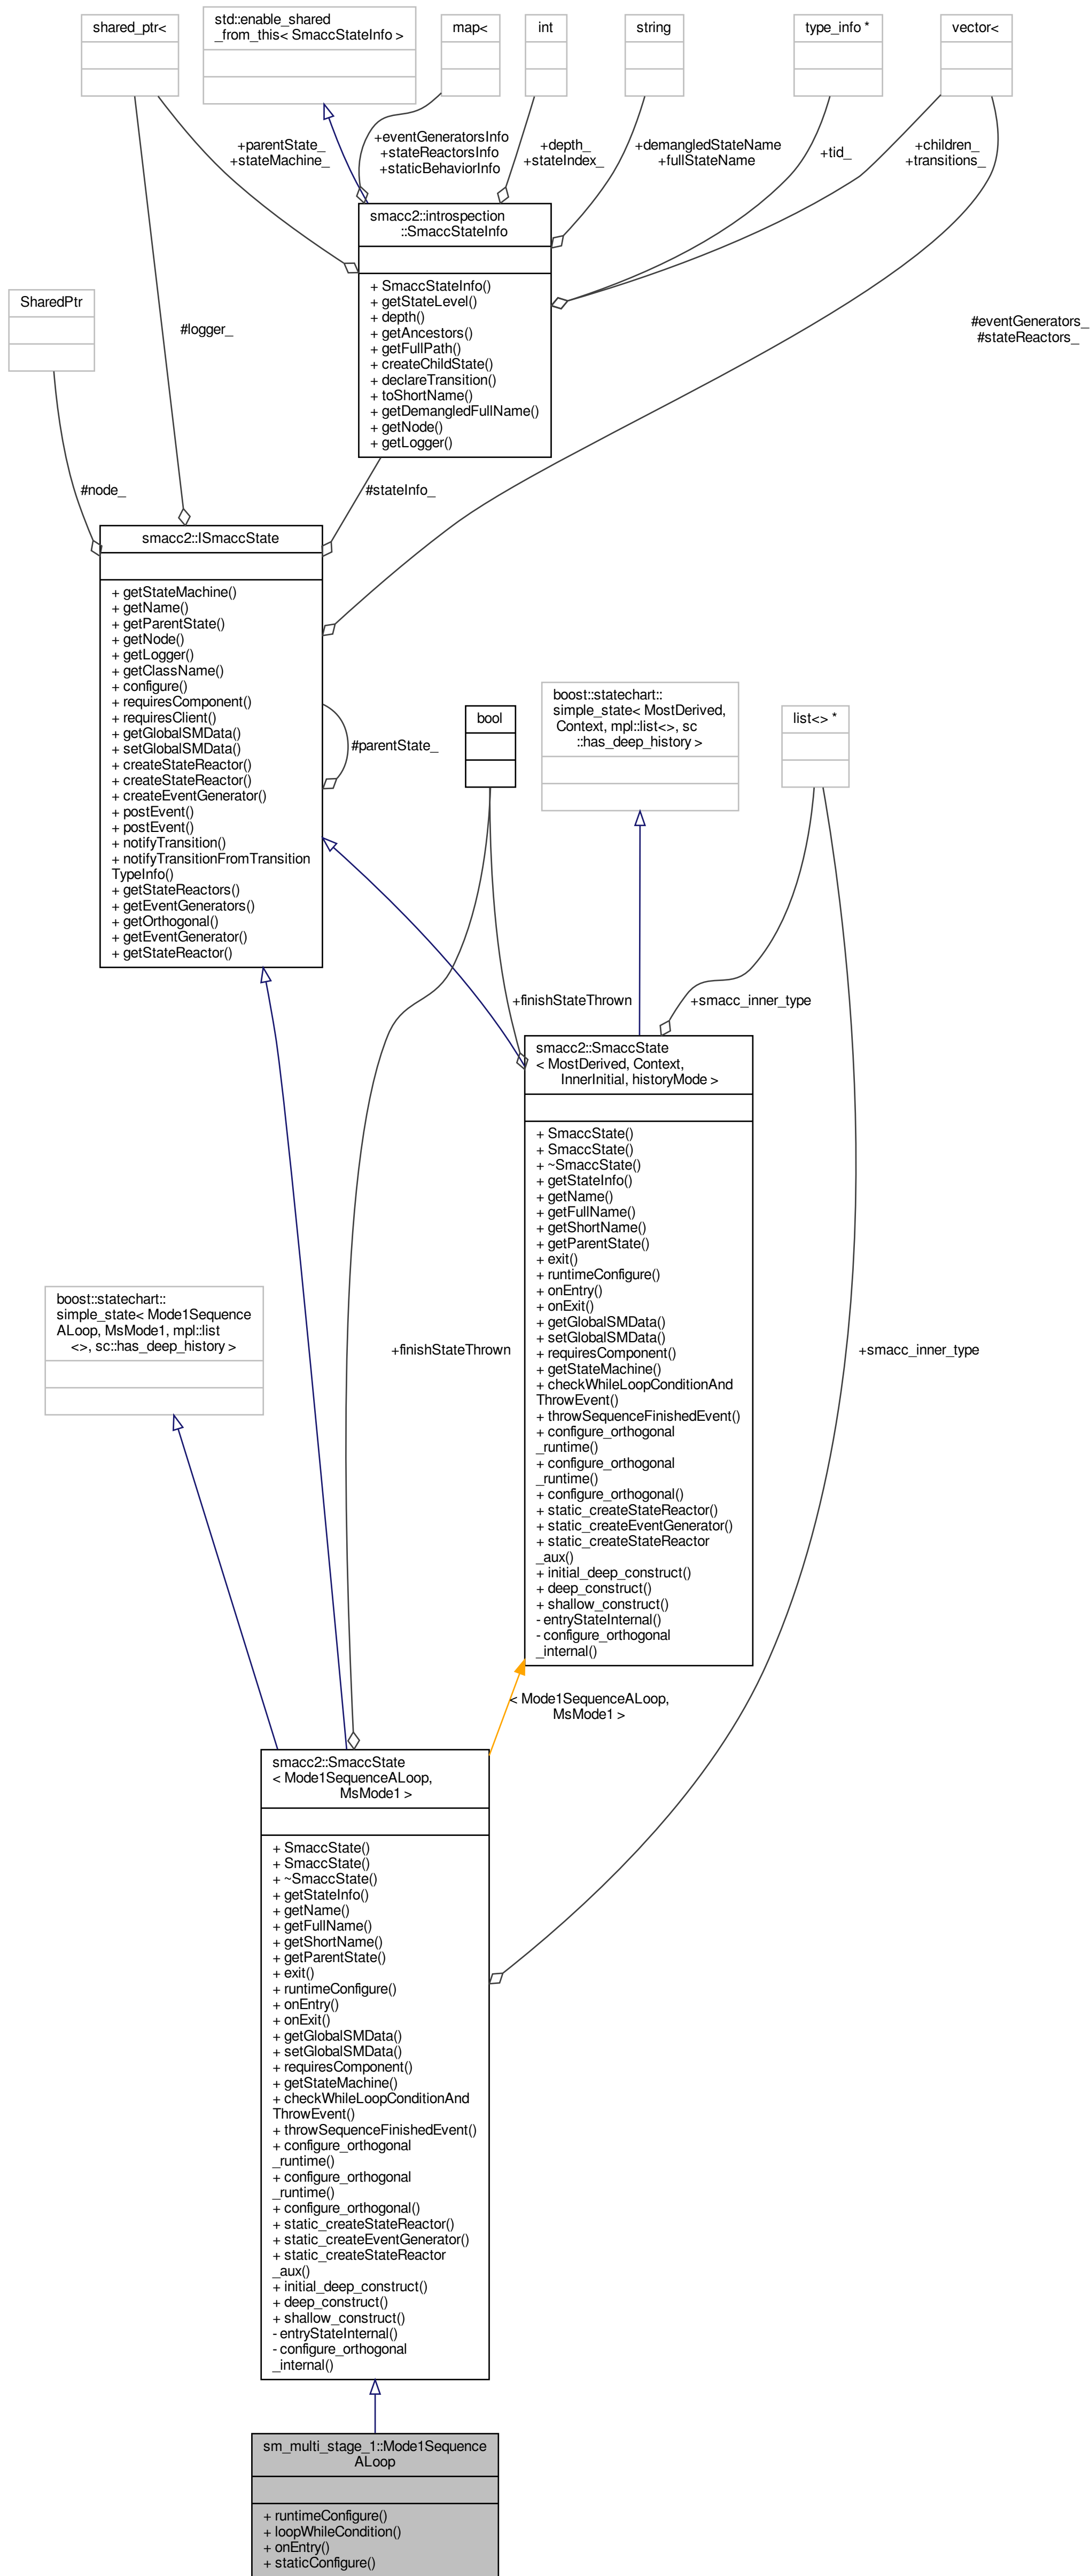 shared_ptr<
std::enable_shared
_from_this< SmaccStateInfo >
map<
int
string
type_info *
vector<
+parentState_
+stateMachine_
+eventGeneratorsInfo
+stateReactorsInfo
+staticBehaviorInfo
+depth_
+stateIndex_
+demangledStateName
+fullStateName
+tid_
+children_
+transitions_
smacc2::introspection
::SmaccStateInfo
+ SmaccStateInfo()
+ getStateLevel()
+ depth()
+ getAncestors()
+ getFullPath()
+ createChildState()
+ declareTransition()
+ toShortName()
+ getDemangledFullName()
+ getNode()
+ getLogger()
SharedPtr
#logger_
#eventGenerators_
#stateReactors_
#node_
#stateInfo_
smacc2::ISmaccState
+ getStateMachine()
+ getName()
+ getParentState()
+ getNode()
+ getLogger()
+ getClassName()
+ configure()
+ requiresComponent()
+ requiresClient()
+ getGlobalSMData()
+ setGlobalSMData()
+ createStateReactor()
+ createStateReactor()
+ createEventGenerator()
+ postEvent()
+ postEvent()
+ notifyTransition()
+ notifyTransitionFromTransition
TypeInfo()
+ getStateReactors()
+ getEventGenerators()
+ getOrthogonal()
+ getEventGenerator()
+ getStateReactor()
#parentState_
bool
boost::statechart::
simple_state< MostDerived,
Context, mpl::list<>, sc
::has_deep_history >
list<> *
+finishStateThrown
+smacc_inner_type
smacc2::SmaccState
< MostDerived, Context,
InnerInitial, historyMode >
+ SmaccState()
+ SmaccState()
+ ~SmaccState()
+ getStateInfo()
+ getName()
+ getFullName()
+ getShortName()
+ getParentState()
+ exit()
+ runtimeConfigure()
+ onEntry()
+ onExit()
+ getGlobalSMData()
+ setGlobalSMData()
+ requiresComponent()
+ getStateMachine()
+ checkWhileLoopConditionAnd
ThrowEvent()
+ throwSequenceFinishedEvent()
+ configure_orthogonal
_runtime()
+ configure_orthogonal
_runtime()
+ configure_orthogonal()
+ static_createStateReactor()
+ static_createEventGenerator()
+ static_createStateReactor
_aux()
+ initial_deep_construct()
+ deep_construct()
+ shallow_construct()
- entryStateInternal()
- configure_orthogonal
_internal()
boost::statechart::
simple_state< Mode1Sequence
ALoop, MsMode1, mpl::list
<>, sc::has_deep_history >
+finishStateThrown
+smacc_inner_type
< Mode1SequenceALoop,
MsMode1 >
smacc2::SmaccState
< Mode1SequenceALoop,
MsMode1 >
+ SmaccState()
+ SmaccState()
+ ~SmaccState()
+ getStateInfo()
+ getName()
+ getFullName()
+ getShortName()
+ getParentState()
+ exit()
+ runtimeConfigure()
+ onEntry()
+ onExit()
+ getGlobalSMData()
+ setGlobalSMData()
+ requiresComponent()
+ getStateMachine()
+ checkWhileLoopConditionAnd
ThrowEvent()
+ throwSequenceFinishedEvent()
+ configure_orthogonal
_runtime()
+ configure_orthogonal
_runtime()
+ configure_orthogonal()
+ static_createStateReactor()
+ static_createEventGenerator()
+ static_createStateReactor
_aux()
+ initial_deep_construct()
+ deep_construct()
+ shallow_construct()
- entryStateInternal()
- configure_orthogonal
_internal()
sm_multi_stage_1::Mode1Sequence
ALoop
+ runtimeConfigure()
+ loopWhileCondition()
+ onEntry()
+ staticConfigure()